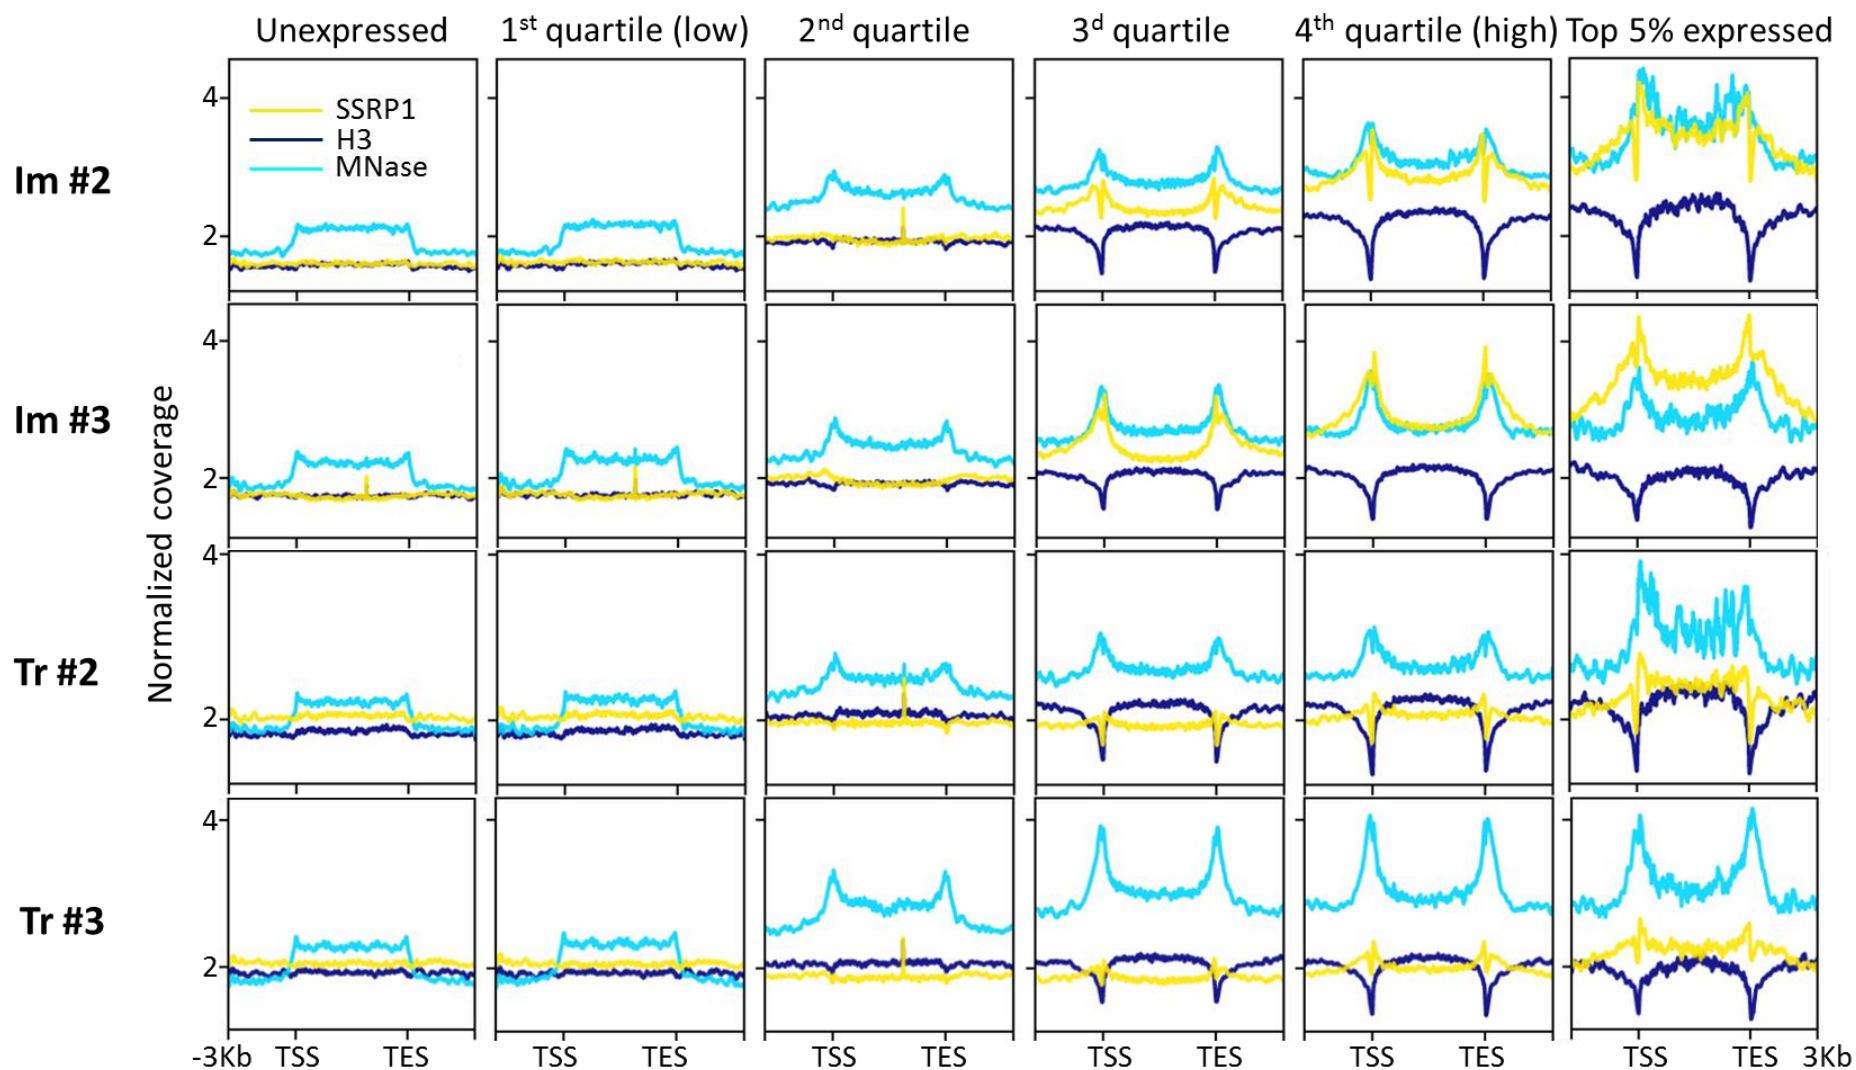 Unexpressed 1st quartile (low) 2nd quartile 3d quartile 4th quartile (high) Top 5% expressed
SSRP1
H3
MNase
4
2
Im #2
4
2
Im #3
Normalized coverage
4
2
Tr #2
4
2
Tr #3
-3Kb TSS TES TSS TES TSS TES TSS TES TSS TES TSS TES 3Kb